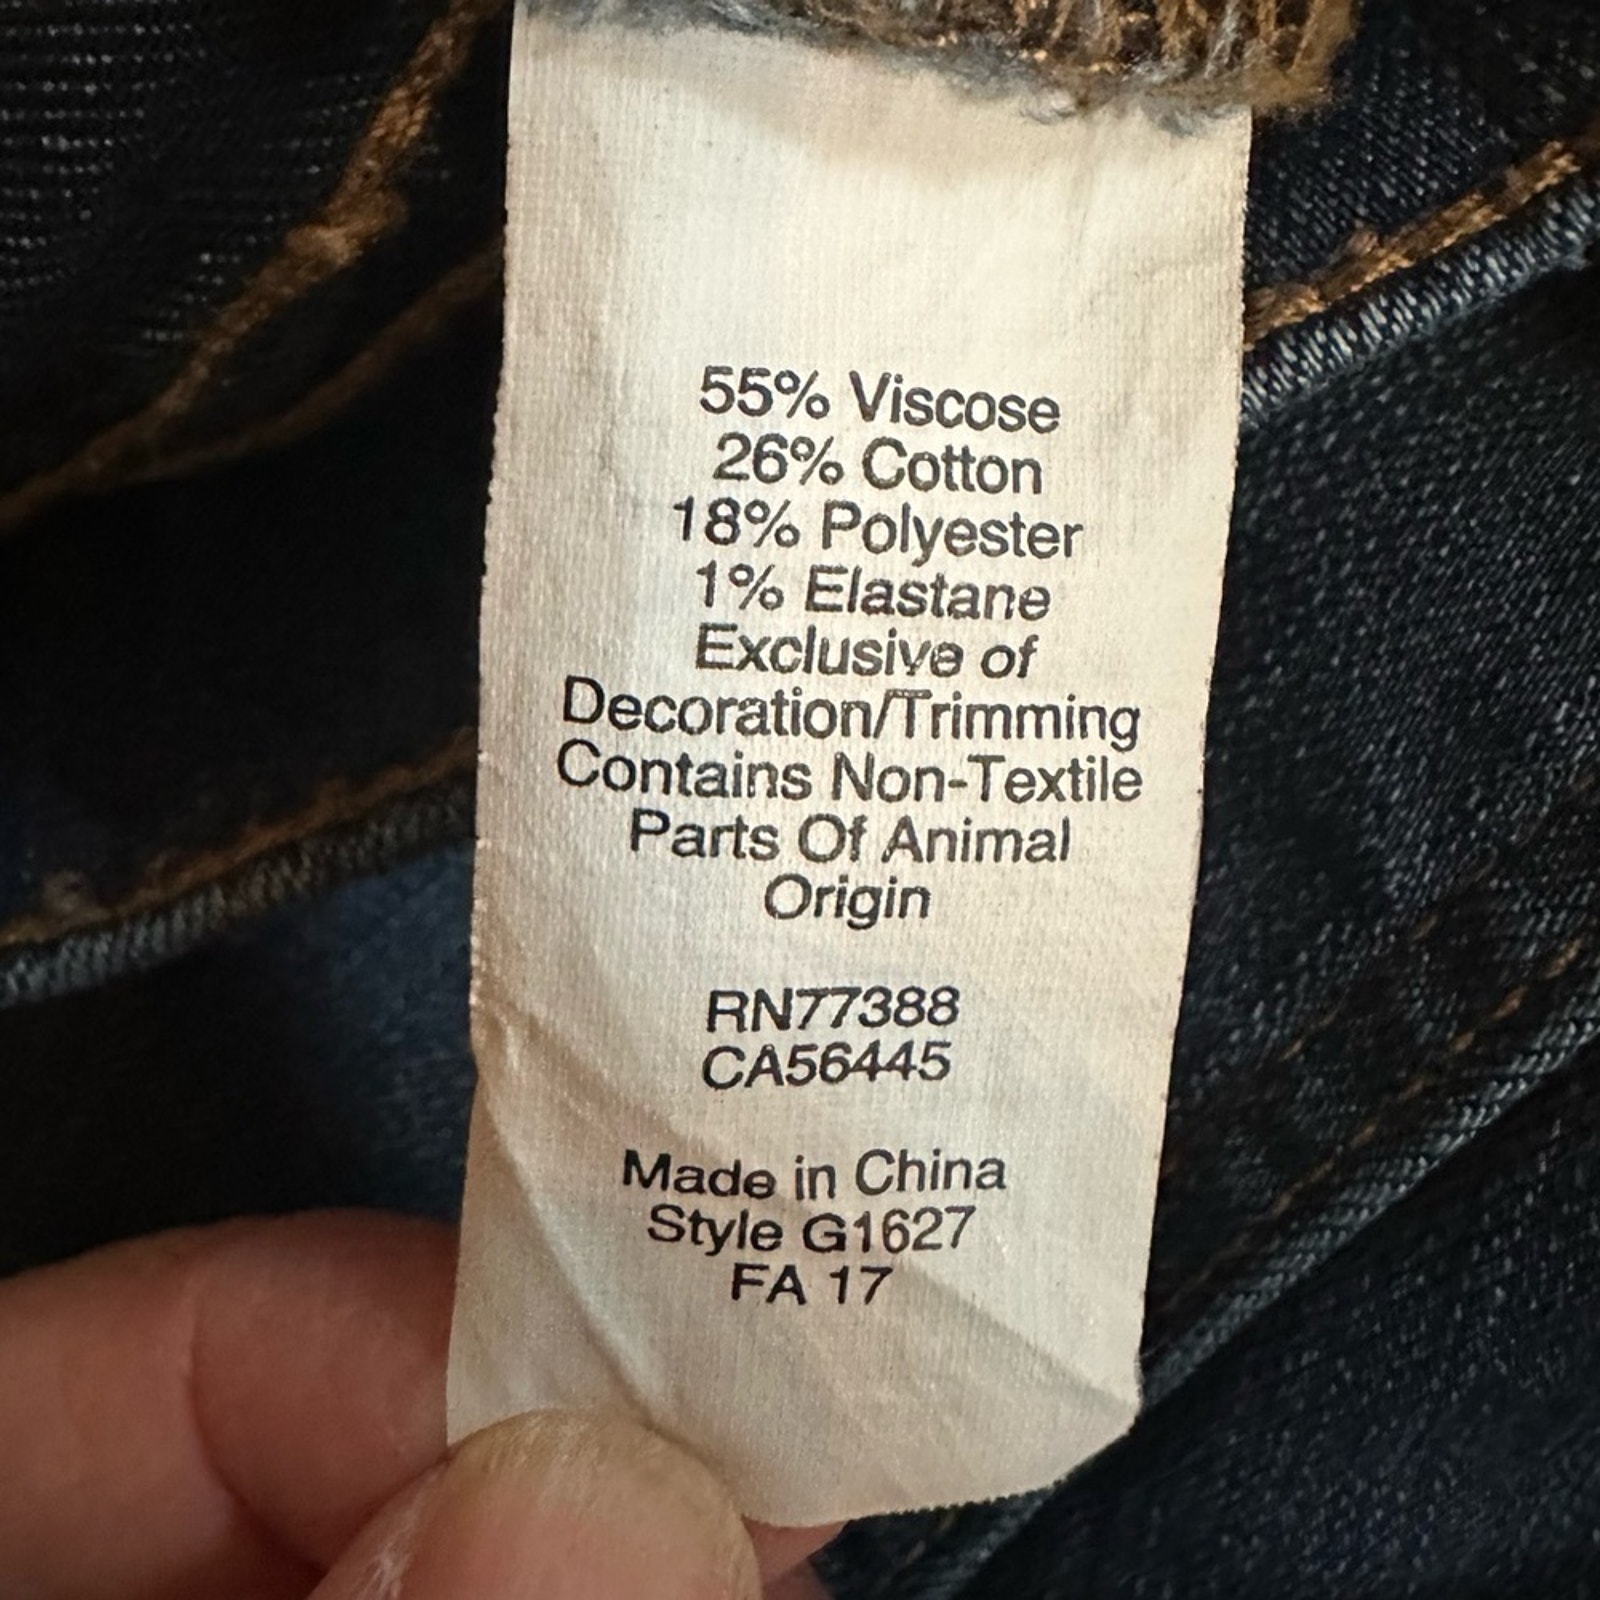 55% Viscose
26% Cotton
18% Polyester
1% Elastane
Exclusive of
Decoration/Trimming
Contains Non-Textile
Parts Of Animal
Origin
RN77388
CA56445
Made in China
Style G1627
FA 17